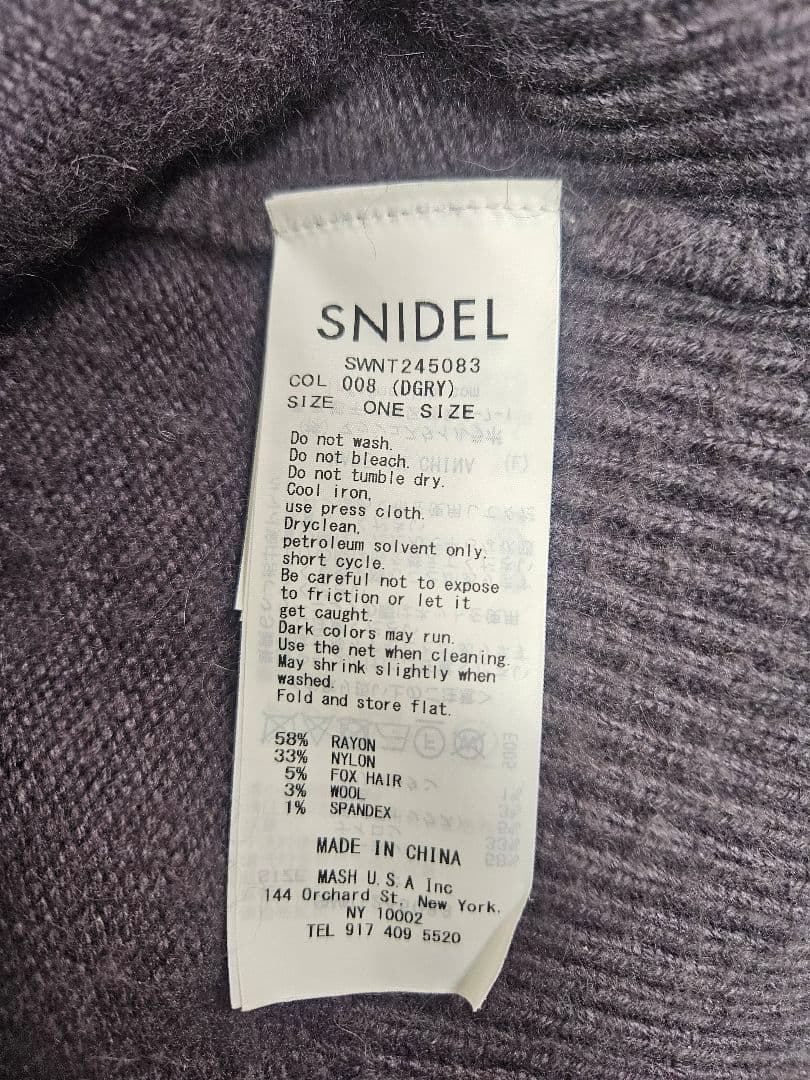 SNIDEL
SWNT245083
COL 008 (DGRY)
SIZE ONE SIZE
Do not wash.
Do not bleach.
Do not tumble dry.
Cool iron,
use press cloth.
Dryclean,
petroleum solvent only,
short cycle.
Be careful not to expose
to friction or let it
get caught.
Dark colors may run.
Use the net when cleaning.
May shrink slightly when
washed.
Fold and store flat.
58% RAYON
33% NYLON
5% FOX HAIR
3% WOOL
1% SPANDEX
MADE IN CHINA
MASH U.S.A Inc
144 Orchard St, New York,
NY 10002
TEL 917 409 5520